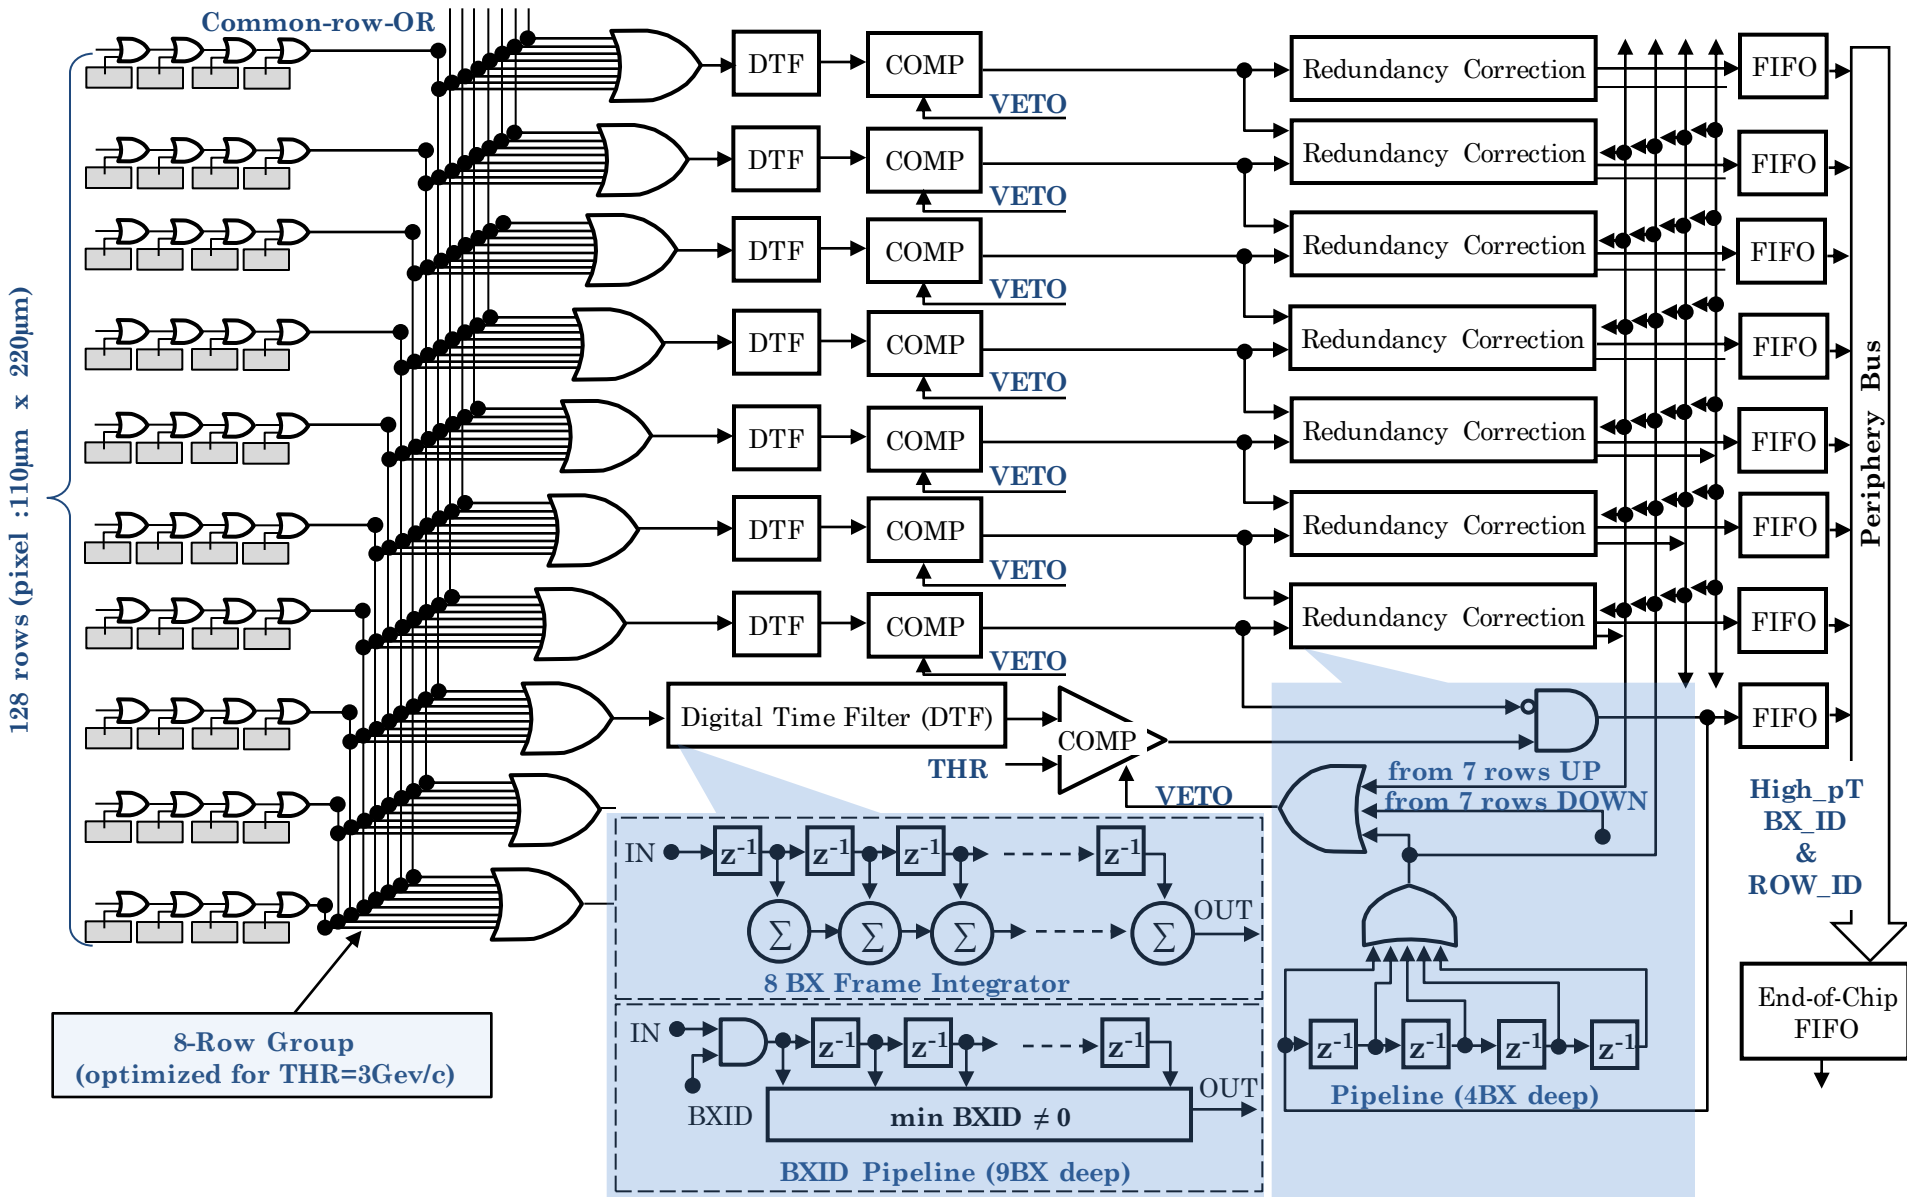 Common-row-OR
DTF
COMP
VETO
Redundancy Correction
FIFO
DTF
COMP
VETO
Redundancy Correction
FIFO
DTF
COMP
VETO
Redundancy Correction
FIFO
DTF
COMP
VETO
Redundancy Correction
FIFO
DTF
COMP
VETO
Redundancy Correction
FIFO
DTF
COMP
VETO
Redundancy Correction
FIFO
DTF
COMP
VETO
Redundancy Correction
FIFO
128 rows (pixel :110µm x 220µm)
Periphery Bus
Digital Time Filter (DTF)
COMP
THR
VETO
FIFO
from 7 rows UP
from 7 rows DOWN
High_pT
BX_ID
&
ROW_ID
IN
z-1
z-1
z-1
z-1
Σ
Σ
Σ
Σ
OUT
8 BX Frame Integrator
IN
z-1
z-1
z-1
OUT
BXID
min BXID ≠ 0
BXID Pipeline (9BX deep)
z-1
z-1
z-1
z-1
Pipeline (4BX deep)
End-of-Chip
FIFO
8-Row Group
(optimized for THR=3Gev/c)